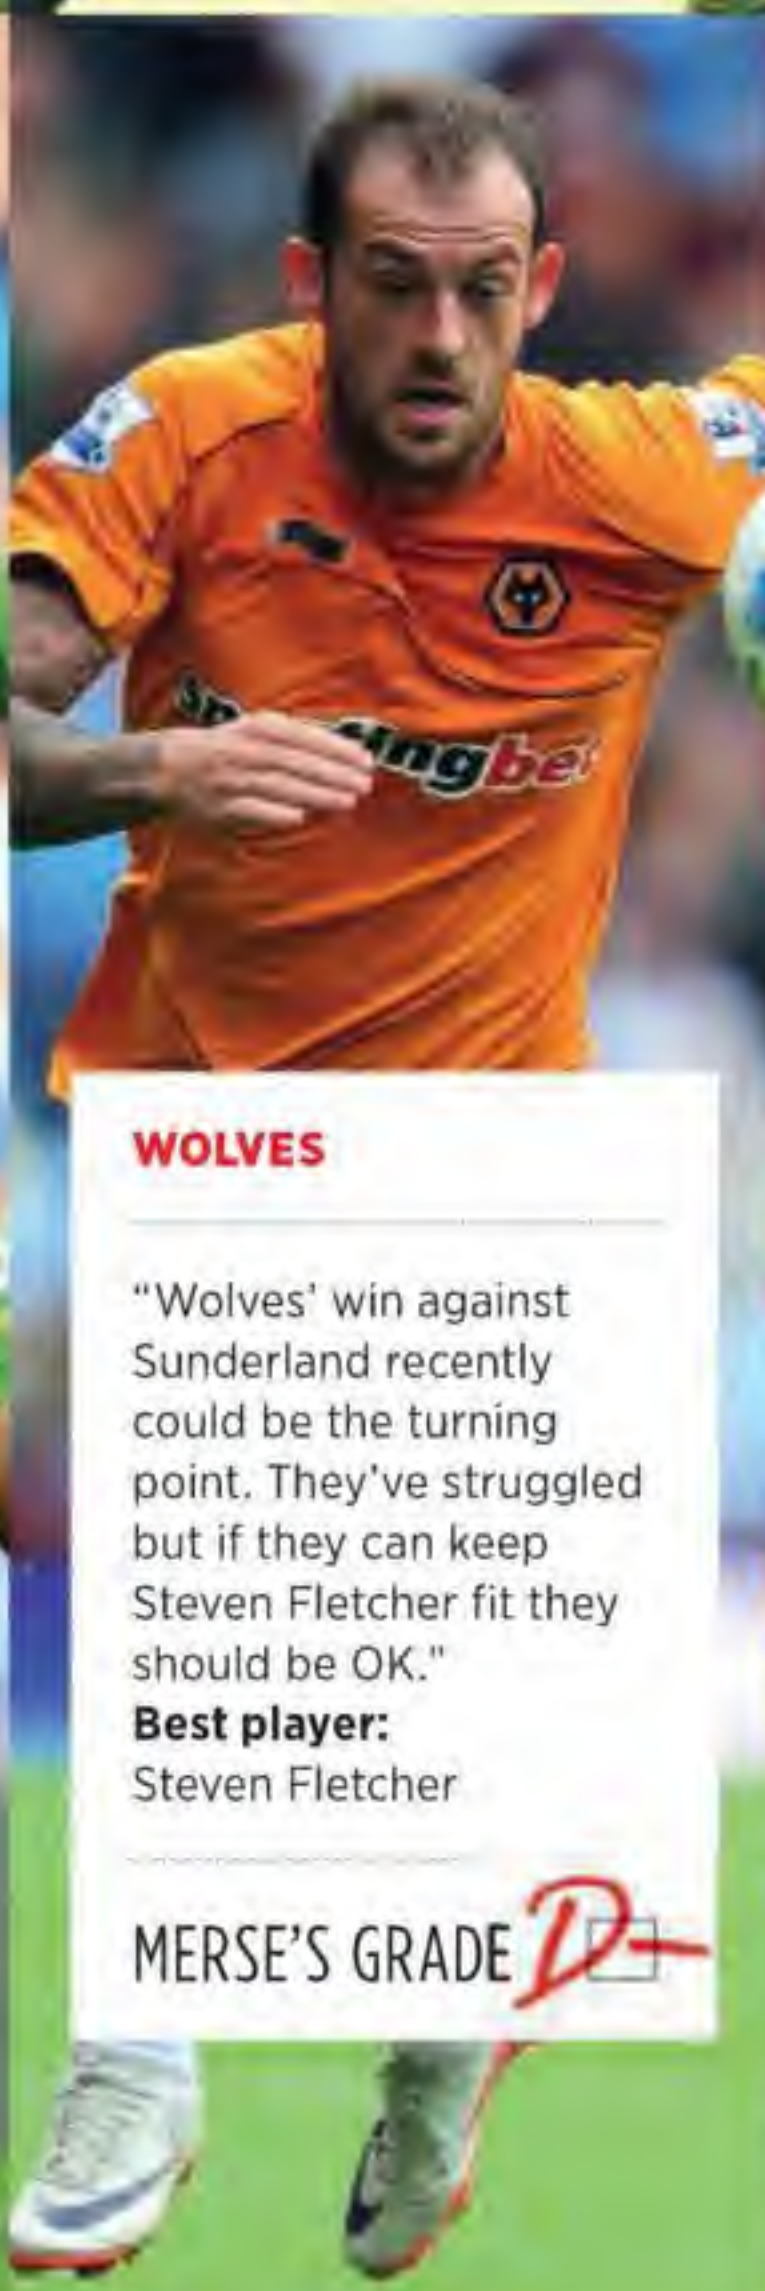 sportingbet
WOLVES
“Wolves’ win against
Sunderland recently
could be the turning
point. They’ve struggled
but if they can keep
Steven Fletcher fit they
should be OK."
Best player:
Steven Fletcher
MERSE’S GRADE D-